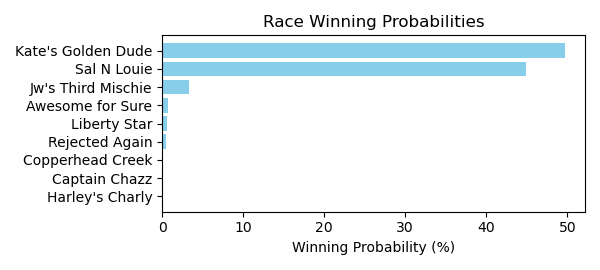 Race Winning Probabilities
Kate's Golden Dude
Sal N Louie
Jw's Third Mischie
Awesome for Sure
Liberty Star
Rejected Again
Copperhead Creek
Captain Chazz
Harley's Charly
0 10 20 30 40 50
Winning Probability (%)